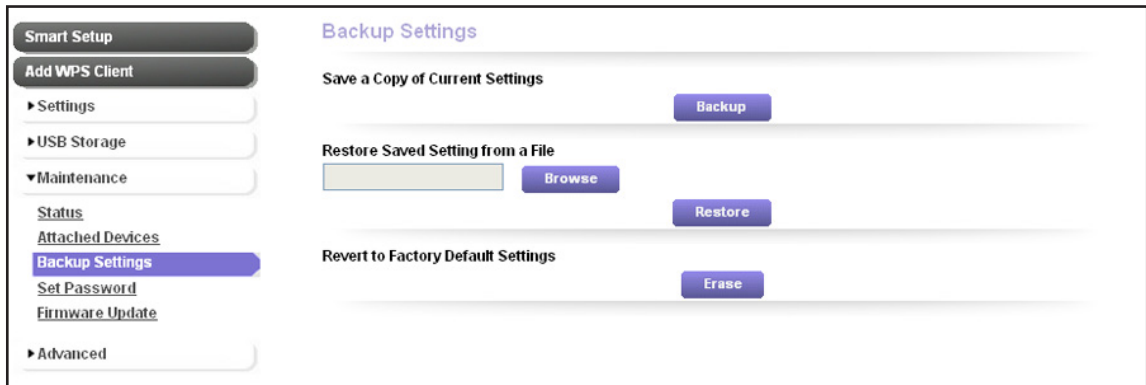 Smart Setup
Add WPS Client
▶Settings
▶USB Storage
▼Maintenance
Status
Attached Devices
Backup Settings
Set Password
Firmware Update
▶Advanced
Backup Settings
Save a Copy of Current Settings
Backup
Restore Saved Setting from a File
Browse
Restore
Revert to Factory Default Settings
Erase